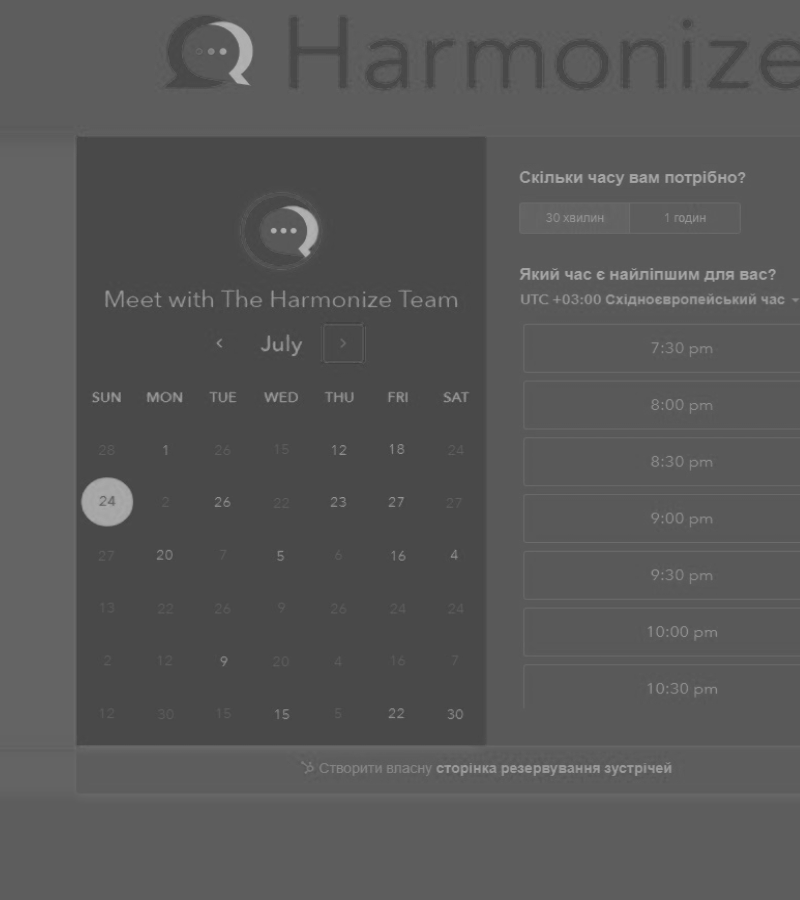 Harmonize
Meet with The Harmonize Team
July
SUN MON TUE WED THU FRI SAT
28 1 26 15 12 18 24
24 2 26 22 23 27 27
27 20 7 5 6 16 4
13 22 26 9 26 24 24
2 12 9 20 4 16 7
12 30 15 15 5 22 30
Скільки часу вам потрібно?
30 хвилин 1 годин
Який час є найліпшим для вас?
UTC +03:00 Східноєвропейський час
7:30 pm
8:00 pm
8:30 pm
9:00 pm
9:30 pm
10:00 pm
10:30 pm
Створити власну сторінка резервування зустрічей